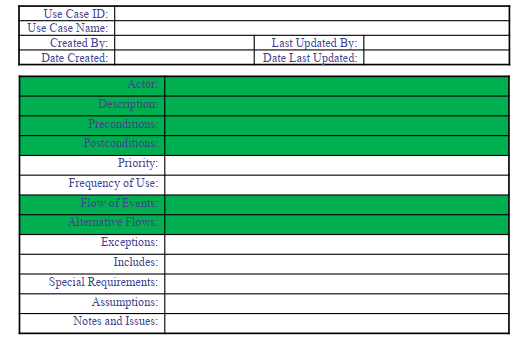 Use Case ID:
Use Case Name:
Created By: Last Updated By:
Date Created: Date Last Updated:
Actor:
Description:
Preconditions:
Postconditions:
Priority:
Frequency of Use:
Flow of Events:
Alternative Flows:
Exceptions:
Includes:
Special Requirements:
Assumptions:
Notes and Issues: